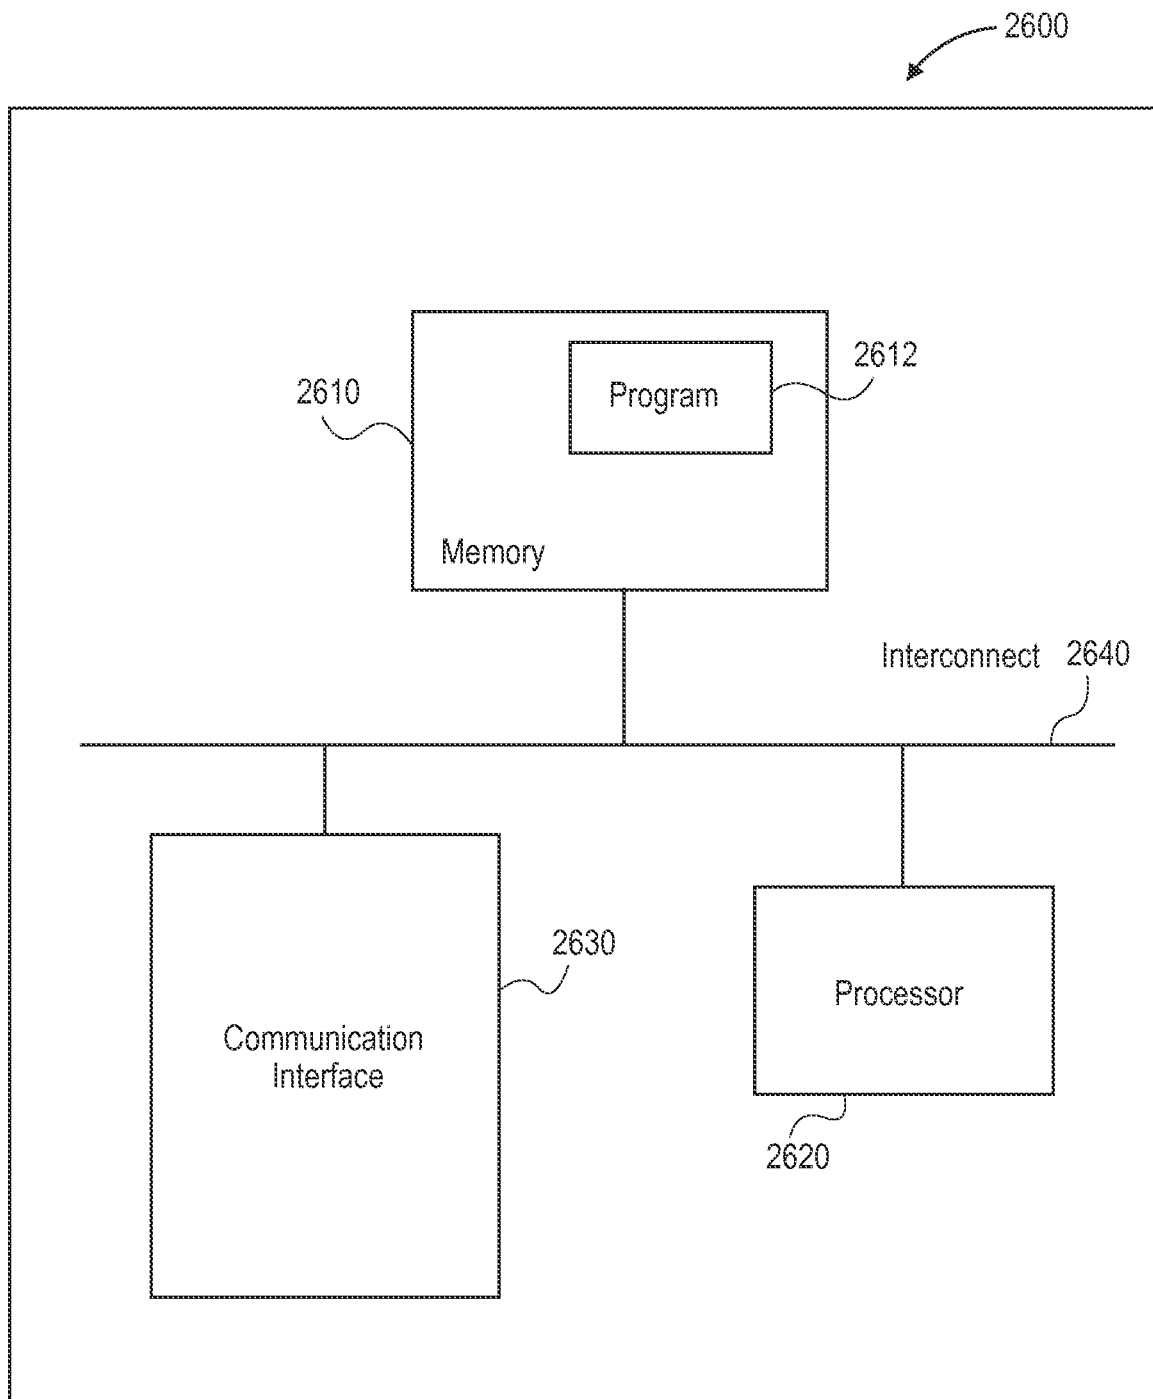 2600
Program
2612
2610
Memory
Interconnect 2640
2630
Communication
Interface
Processor
2620